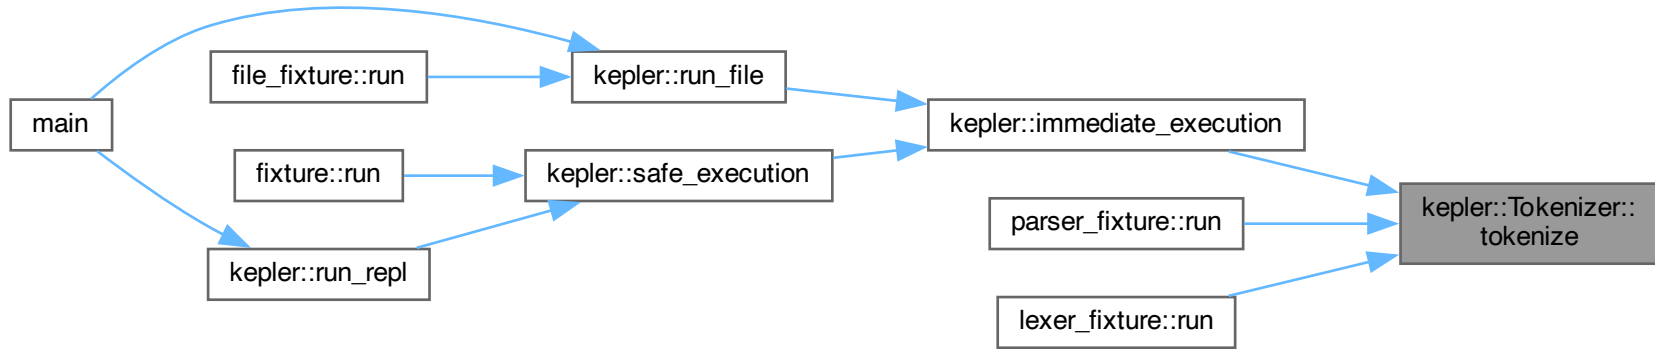 main
file_fixture::run
fixture::run
kepler::run_repl
kepler::run_file
kepler::safe_execution
kepler::immediate_execution
parser_fixture::run
lexer_fixture::run
kepler::Tokenizer::
tokenize